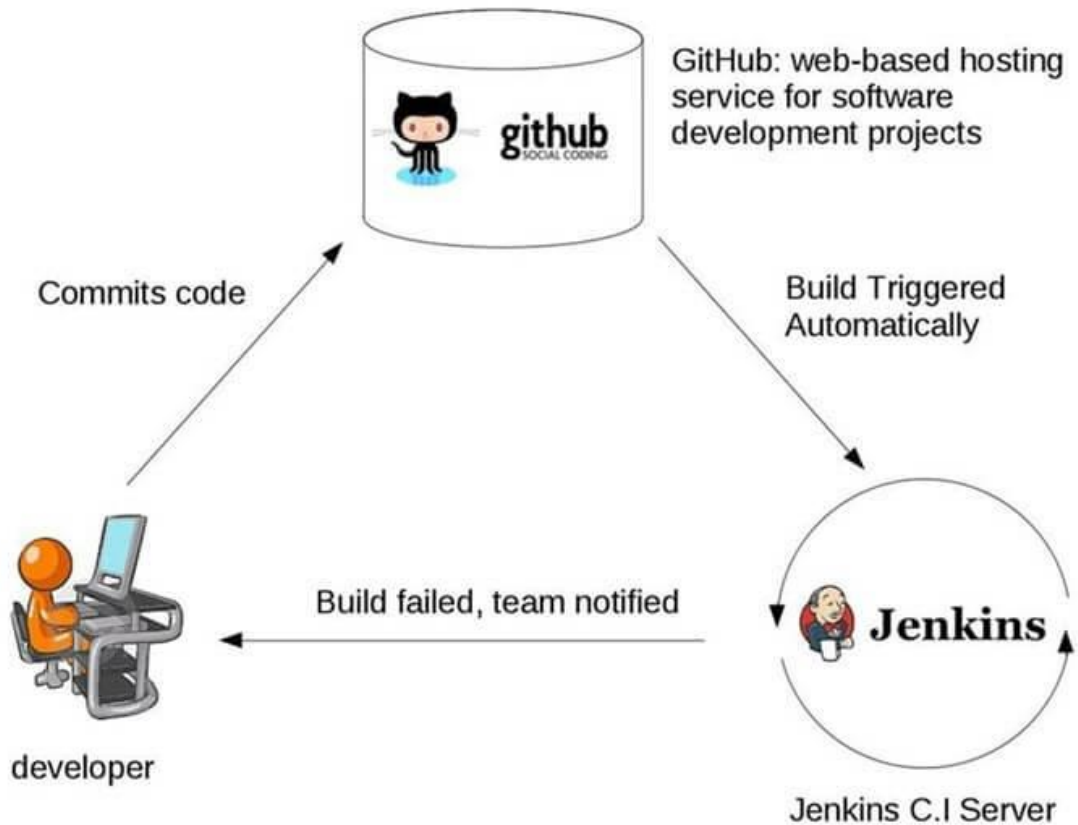 github
SOCIAL CODING
GitHub: web-based hosting
service for software
development projects
Commits code
Build Triggered
Automatically
Build failed, team notified
Jenkins
developer
Jenkins C.I Server